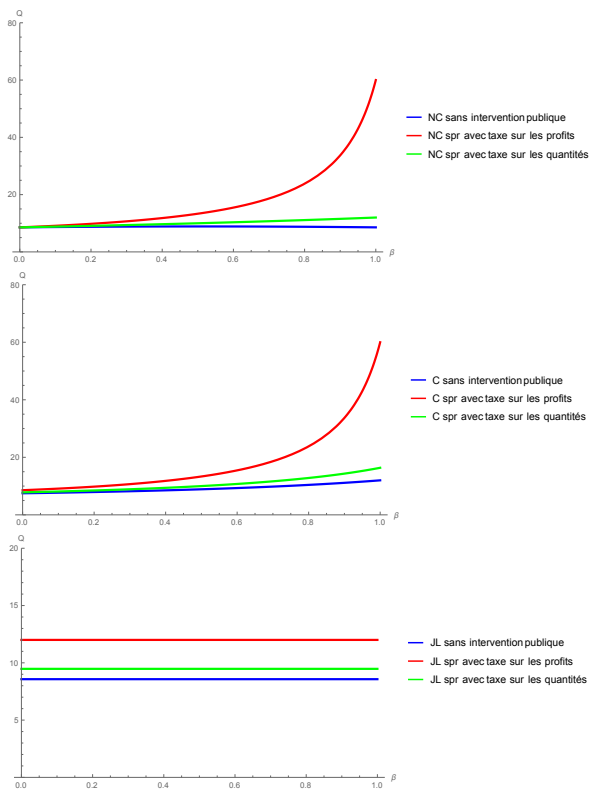 Q
80
60
40
20
0.0 0.2 0.4 0.6 0.8 1.0 β
NC sans intervention publique
NC spr avec taxe sur les profits
NC spr avec taxe sur les quantités
Q
80
60
40
20
0.0 0.2 0.4 0.6 0.8 1.0 β
C sans intervention publique
C spr avec taxe sur les profits
C spr avec taxe sur les quantités
Q
20
15
10
5
0.0 0.2 0.4 0.6 0.8 1.0 β
JL sans intervention publique
JL spr avec taxe sur les profits
JL spr avec taxe sur les quantités